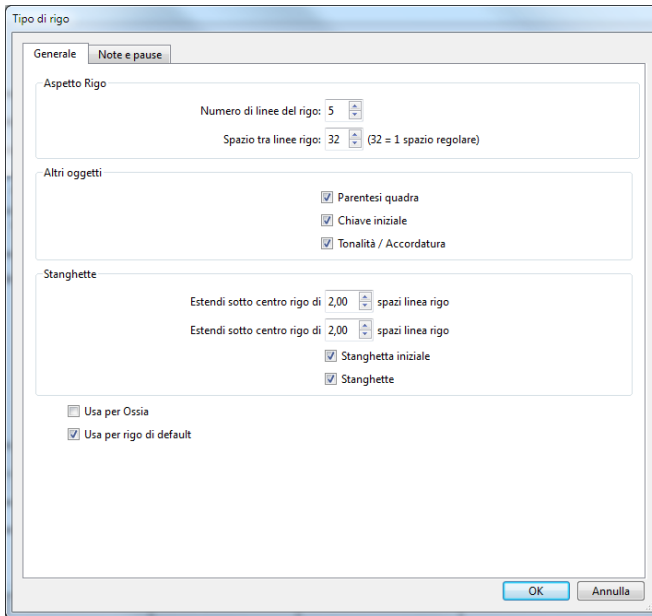 Tipo di rigo
Generale Note e pause
Aspetto Rigo
Numero di linee del rigo: 5
Spazio tra linee rigo: 32 (32 = 1 spazio regolare)
Altri oggetti
Parentesi quadra
Chiave iniziale
Tonalità / Accordatura
Stanghette
Estendi sotto centro rigo di 2,00 spazi linea rigo
Estendi sotto centro rigo di 2,00 spazi linea rigo
Stanghetta iniziale
Stanghette
Usa per Ossia
Usa per rigo di default
OK Annulla